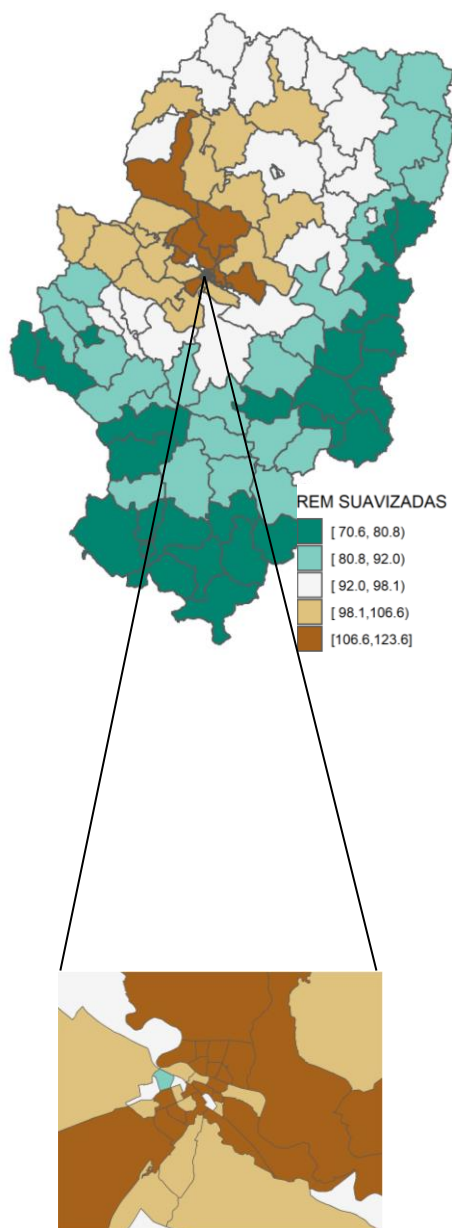 REM SUAVIZADAS
[ 70.6, 80.8)
[ 80.8, 92.0)
[ 92.0, 98.1)
[ 98.1,106.6)
[106.6,123.6]